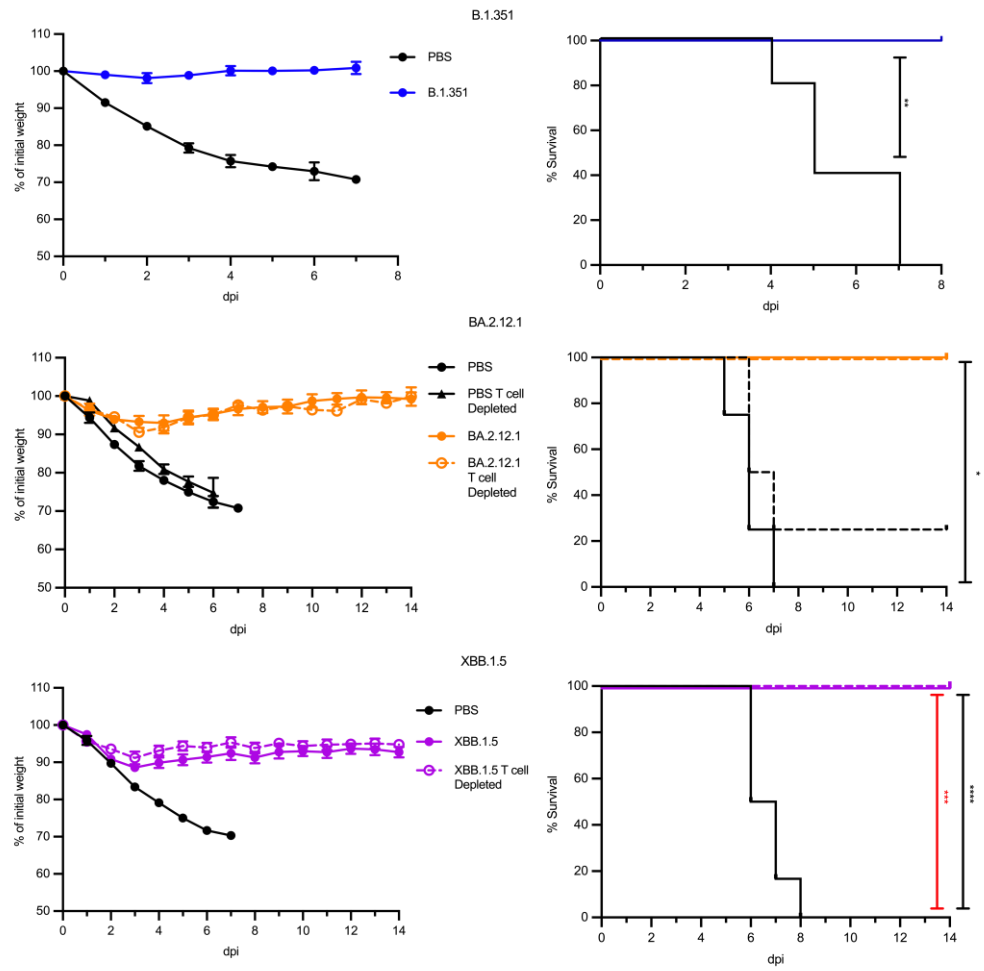 B.1.351
110
100
90
80
70
60
50
% of initial weight
0 2 4 6 8
dpi
PBS
B.1.351
100
80
60
40
20
0
% Survival
0 2 4 6 8
dpi
**
BA.2.12.1
110
100
90
80
70
60
50
% of initial weight
0 2 4 6 8 10 12 14
dpi
PBS
PBS T cell
Depleted
BA.2.12.1
BA.2.12.1
T cell
Depleted
100
80
60
40
20
0
% Survival
0 2 4 6 8 10 12 14
dpi
*
XBB.1.5
110
100
90
80
70
60
50
% of initial weight
0 2 4 6 8 10 12 14
dpi
PBS
XBB.1.5
XBB.1.5 T cell
Depleted
100
80
60
40
20
0
% Survival
0 2 4 6 8 10 12 14
dpi
***
****